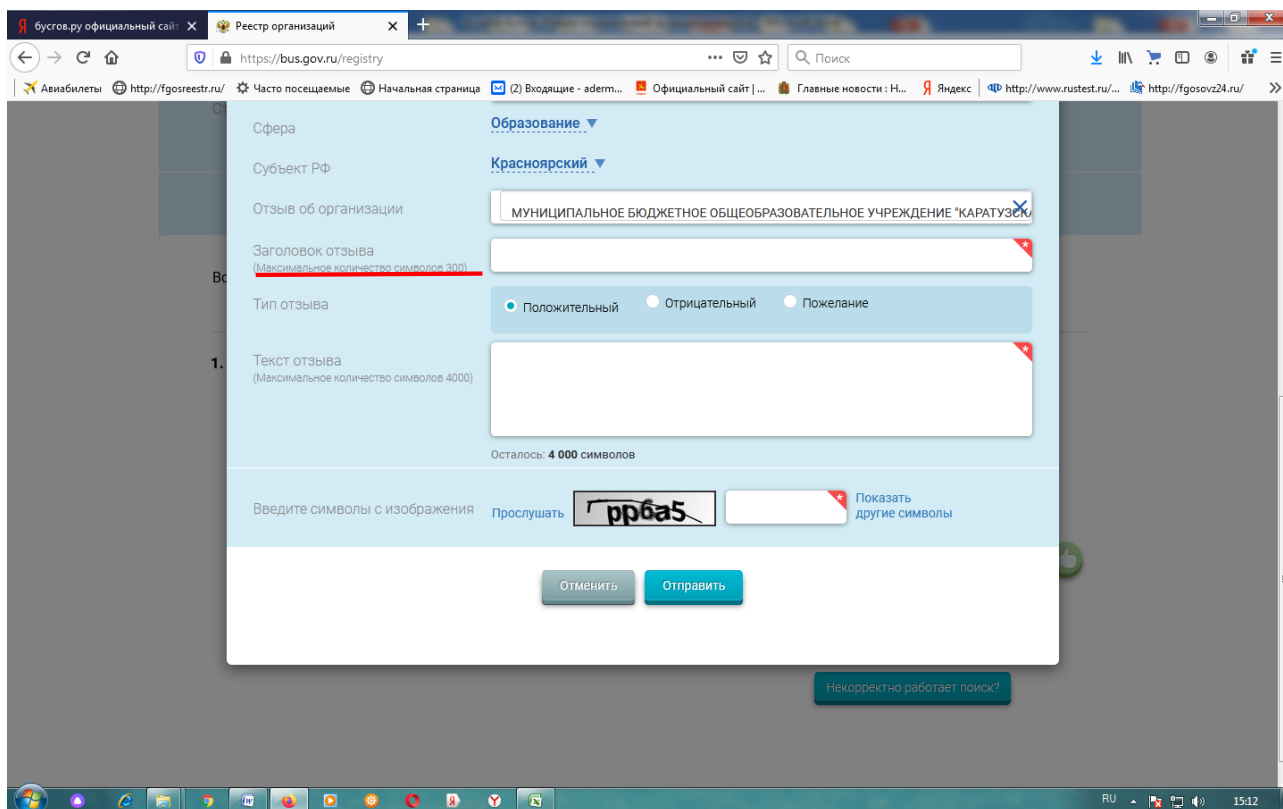 бусгов.ру официальный сайт
Реестр организаций
https://bus.gov.ru/registry
Поиск
Авиабилеты
http://fgosreestr.ru/
Часто посещаемые
Начальная страница
(2) Входящие - aderm...
Официальный сайт | ...
Главные новости : Н...
Яндекс
http://www.rustest.ru/...
http://fgosovz24.ru/
Сфера
Образование
Субъект РФ
Красноярский
Отзыв об организации
МУНИЦИПАЛЬНОЕ БЮДЖЕТНОЕ ОБЩЕОБРАЗОВАТЕЛЬНОЕ УЧРЕЖДЕНИЕ "КАРАТУЗСКА
Заголовок отзыва
(Максимальное количество символов 300)
Вс
Тип отзыва
Положительный
Отрицательный
Пожелание
1.
Текст отзыва
(Максимальное количество символов 4000)
Осталось: 4 000 символов
Введите символы с изображения
Прослушать
pp6a5
Показать
другие символы
Отменить
Отправить
Некорректно работает поиск?
RU
15:12